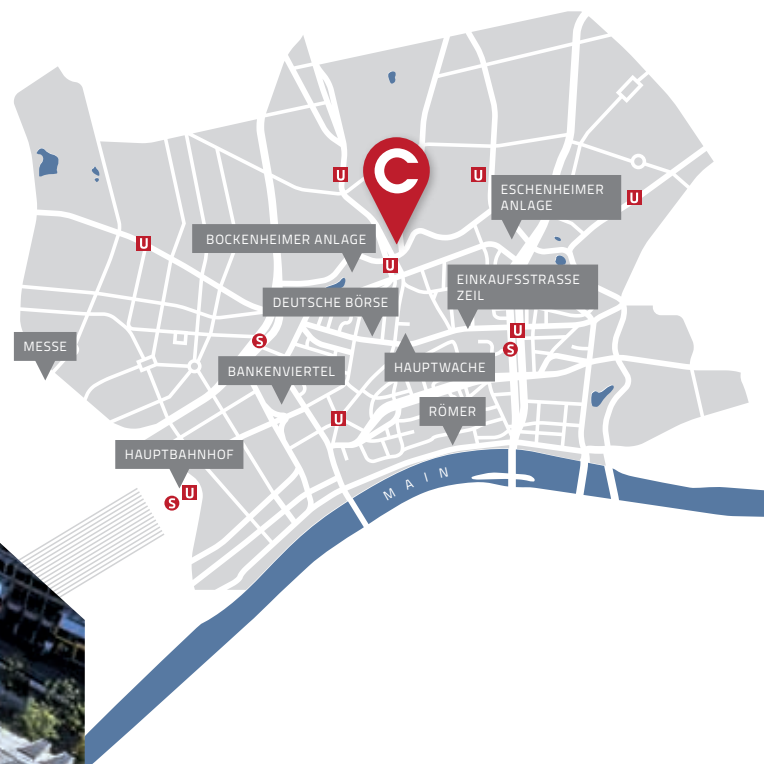 C
U
U
ESCHENHEIMER
ANLAGE
U
BOCKENHEIMER ANLAGE
U
U
EINKAUFSSTRASSE
ZEIL
DEUTSCHE BÖRSE
U
S
S
MESSE
HAUPTWACHE
BANKENVIERTEL
RÖMER
U
HAUPTBAHNHOF
MAIN
U
S